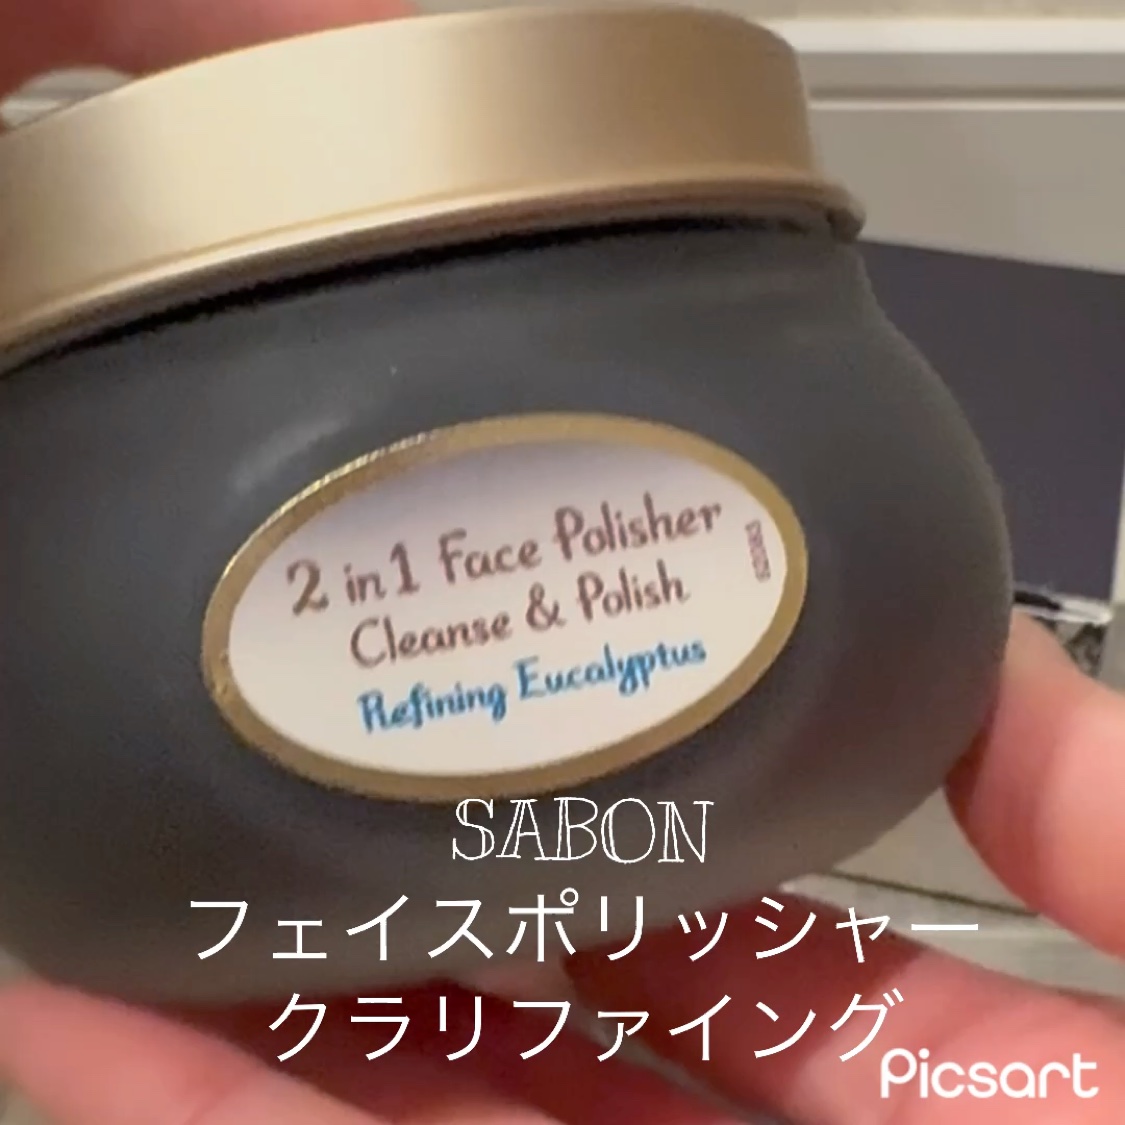 2 in 1 Face Polisher
Cleanse & Polish
Refining Eucalyptus
SABON
フェイスポリッシャー
クラリファイング
Picsart